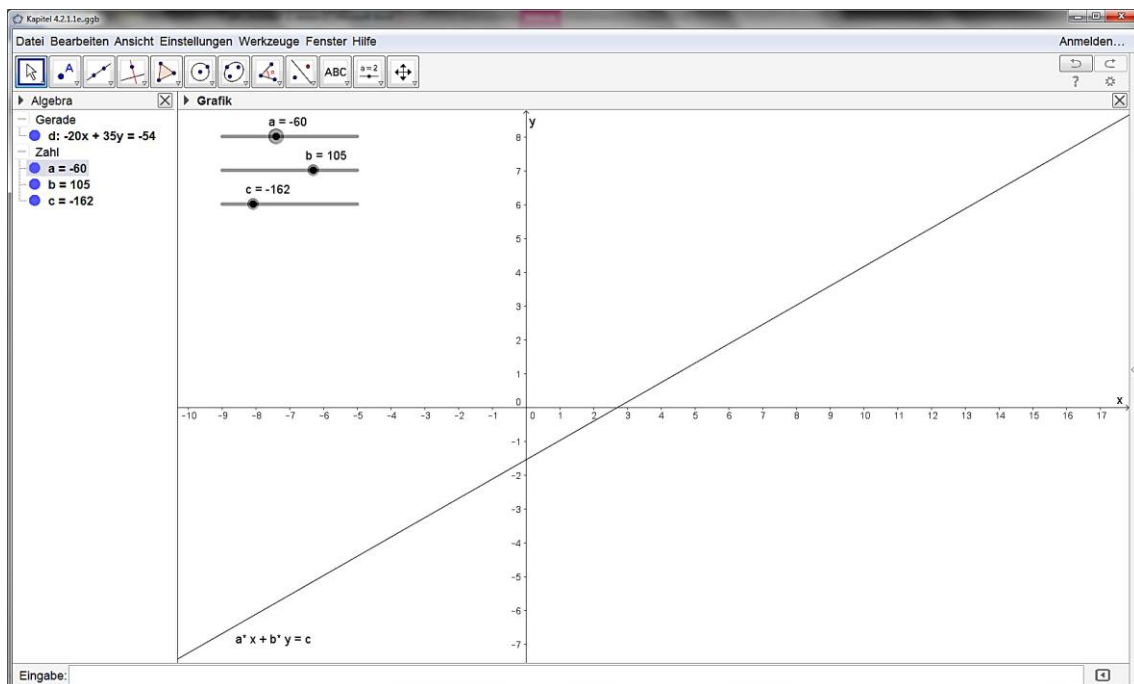 Kapitel 4.2.1.1e..ggb
Datei Bearbeiten Ansicht Einstellungen Werkzeuge Fenster Hilfe
Anmelden...
A
ABC
a=2
?
Algebra
Grafik
Gerade
d: -20x + 35y = -54
Zahl
a = -60
b = 105
c = -162
a = -60
b = 105
c = -162
y
8
7
6
5
4
3
2
1
0
-10 -9 -8 -7 -6 -5 -4 -3 -2 -1 0 1 2 3 4 5 6 7 8 9 10 11 12 13 14 15 16 17
x
-1
-2
-3
-4
-5
-6
-7
a* x + b* y = c
Eingabe: